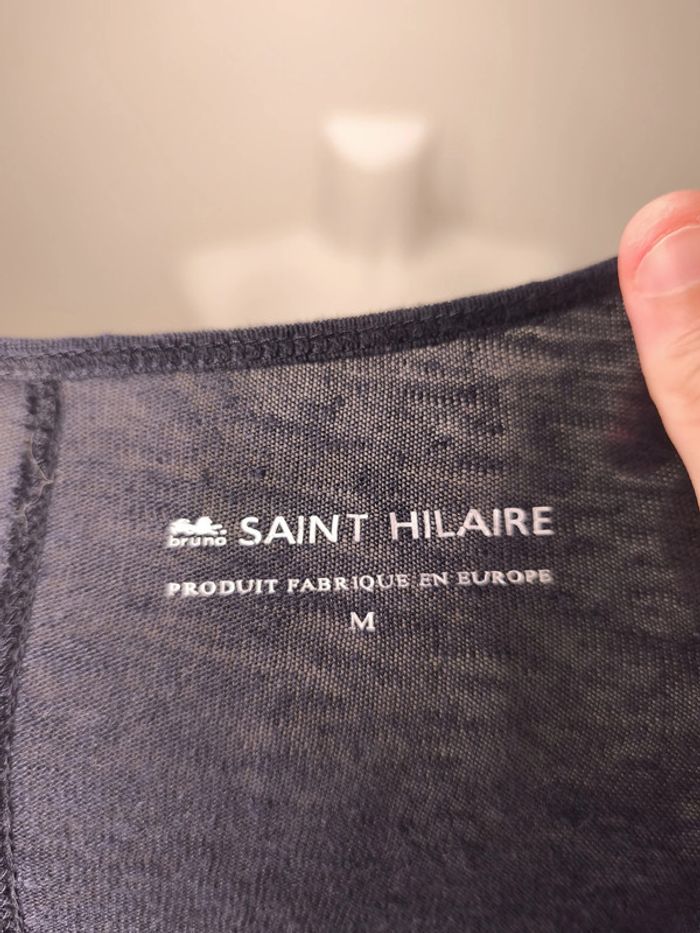 bruno SAINT HILAIRE
PRODUIT FABRIQUE EN EUROPE
M